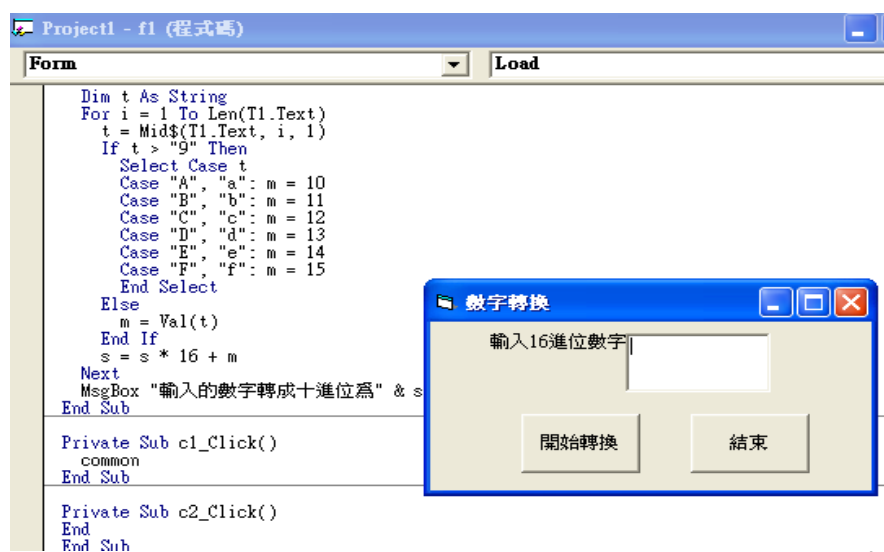 Project1 - f1 (程式碼)
Form
Load
Dim t As String
For i = 1 To Len(T1.Text)
t = Mid$(T1.Text, i, 1)
If t > "9" Then
Select Case t
Case "A", "a": m = 10
Case "B", "b": m = 11
Case "C", "c": m = 12
Case "D", "d": m = 13
Case "E", "e": m = 14
Case "F", "f": m = 15
End Select
Else
m = Val(t)
End If
s = s * 16 + m
Next
MsgBox "輸入的數字轉成十進位為" & s
End Sub
Private Sub c1_Click()
common
End Sub
Private Sub c2_Click()
End
End Sub
數字轉換
輸入16進位數字
開始轉換
結束